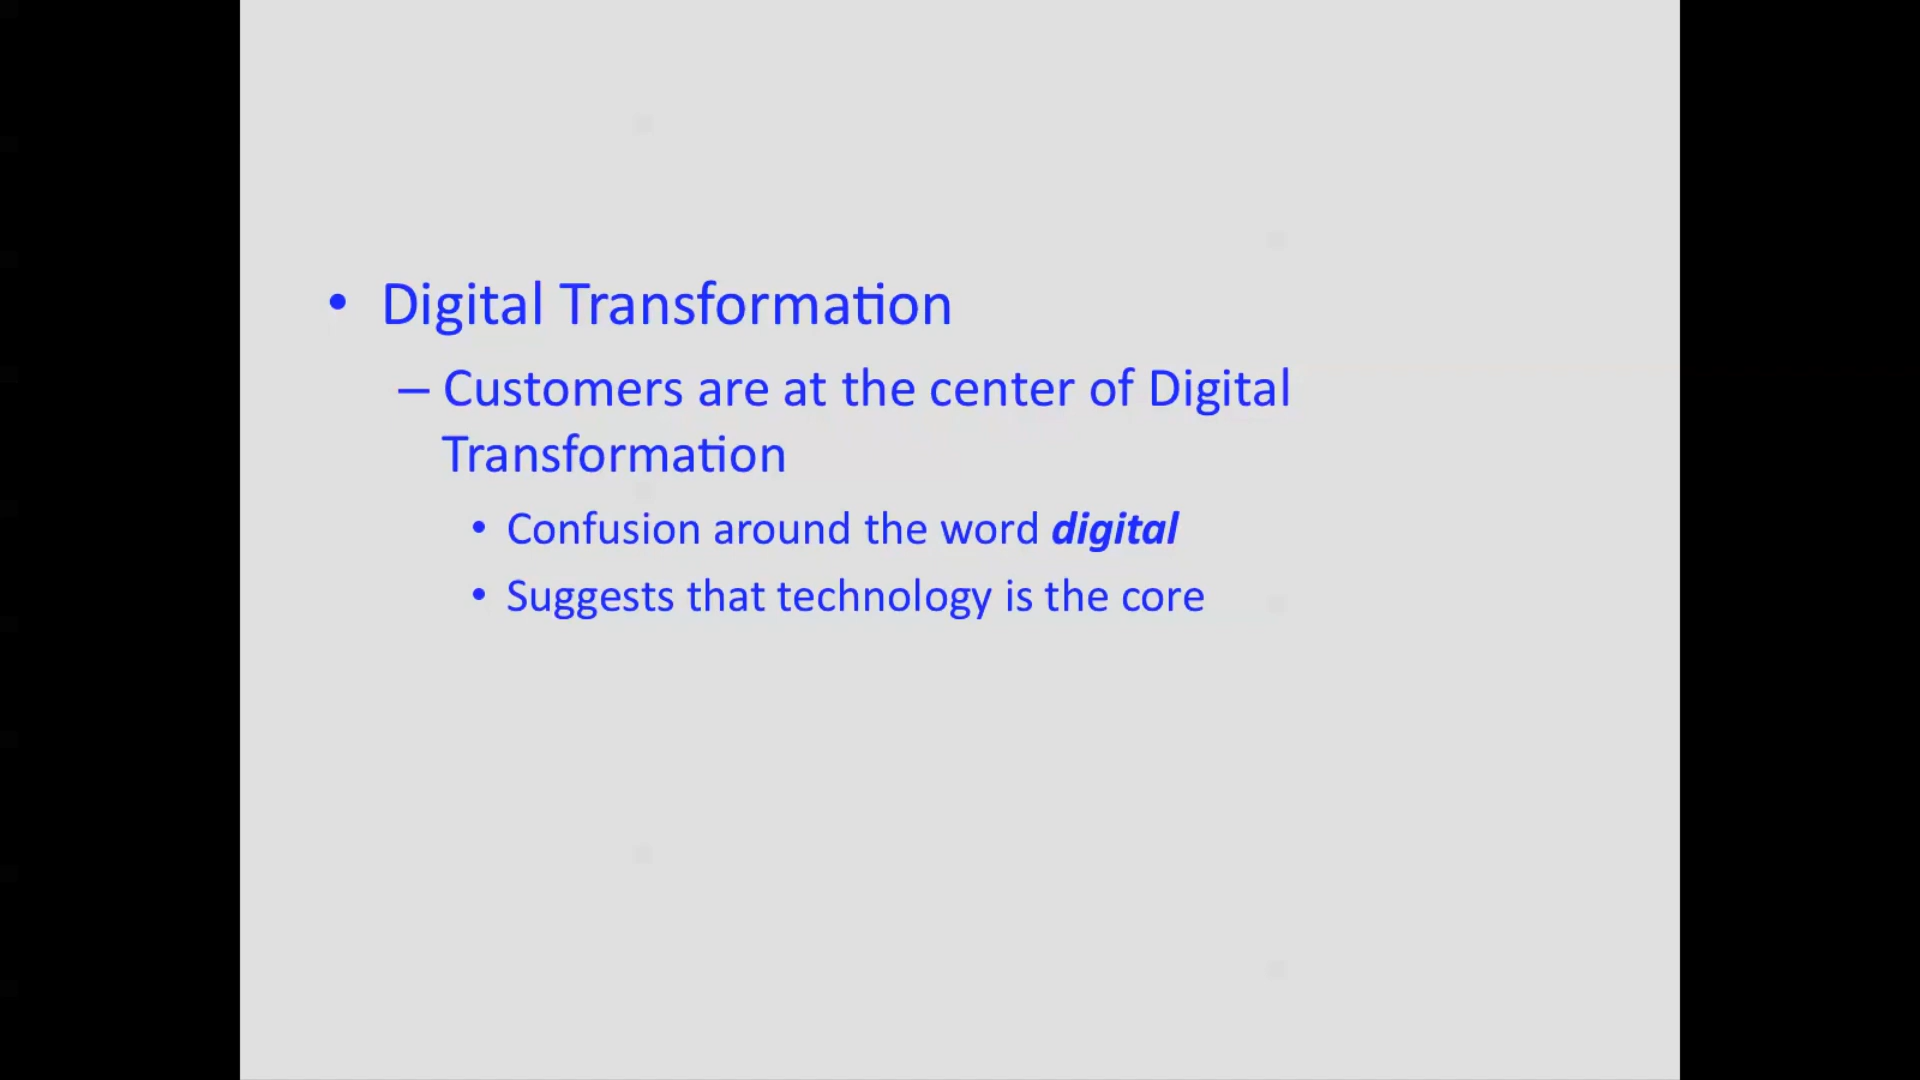 • Digital Transformation
– Customers are at the center of Digital
Transformation
• Confusion around the word digital
• Suggests that technology is the core